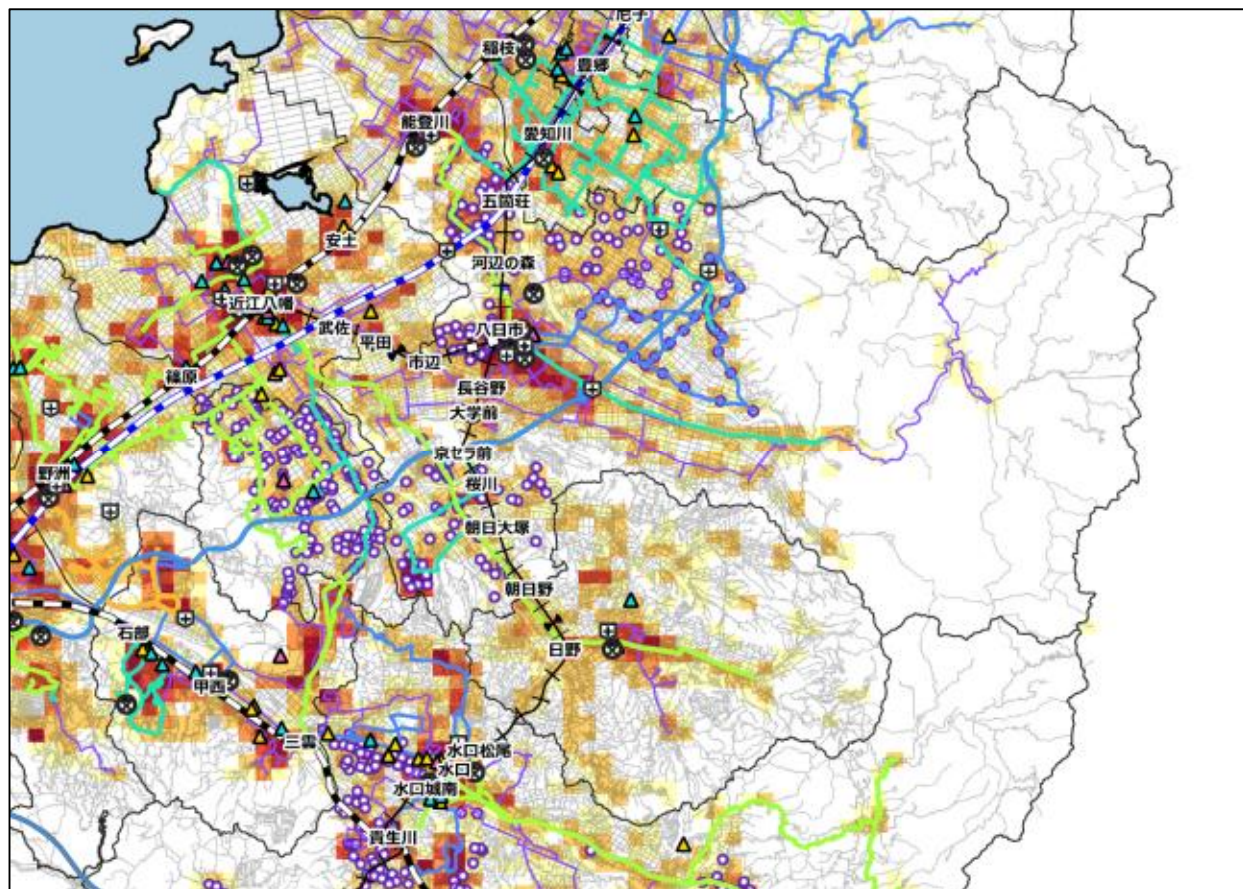 尼子
稲枝
豊郷
能登川
愛知川
五箇荘
安土
河辺の森
近江八幡
武佐
八日市
平田
市辺
篠原
長谷野
大学前
京セラ前
野洲
桜川
朝日大塚
朝日野
石部
日野
甲西
三雲
水口松尾
水口
水口城南
貴生川